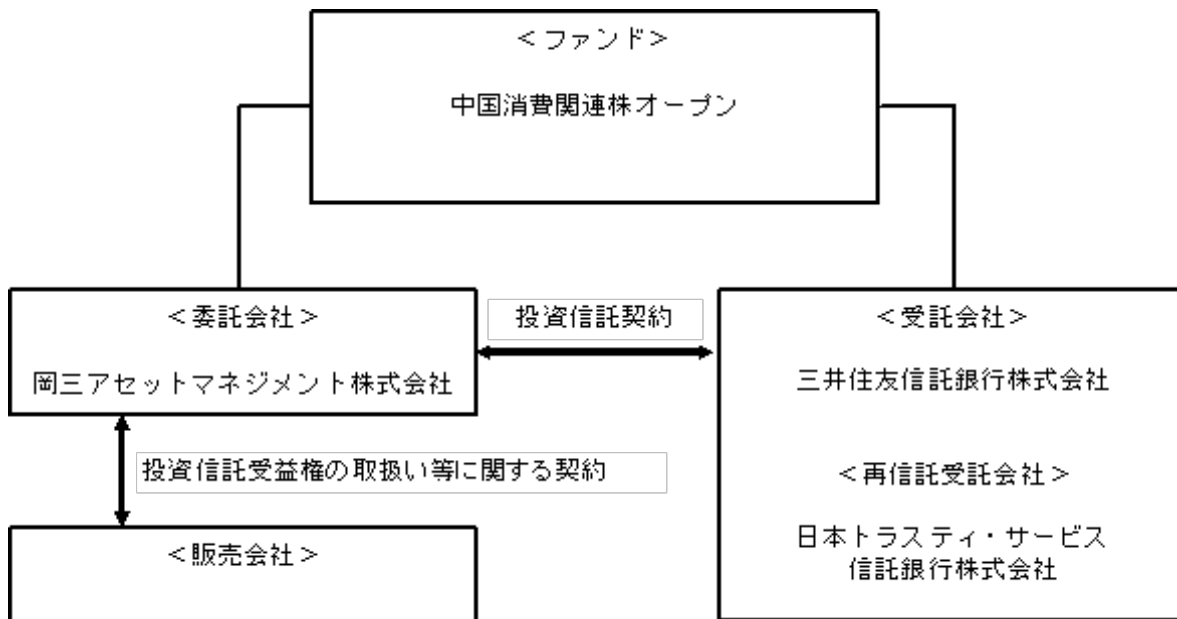 <ファンド>
中国消費関連株オープン
<委託会社>
岡三アセットマネジメント株式会社
投資信託契約
<受託会社>
三井住友信託銀行株式会社
<再信託受託会社>
日本トラスティ・サービス
信託銀行株式会社
投資信託受益権の取扱い等に関する契約
<販売会社>